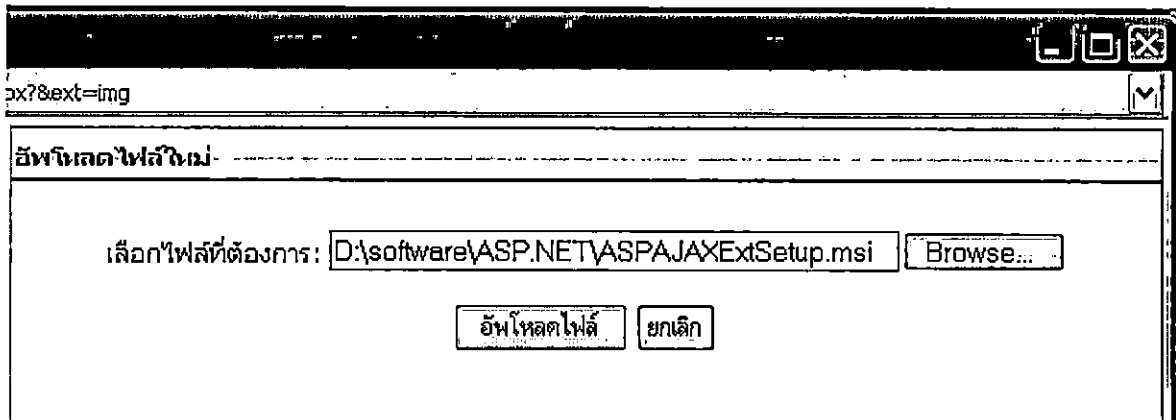 px?&ext=img
อัพโหลดไฟล์ใหม่
เลือกไฟล์ที่ต้องการ: D:\software\ASP.NET\ASPAJAXExtSetup.msi Browse...
อัพโหลดไฟล์ ยกเลิก